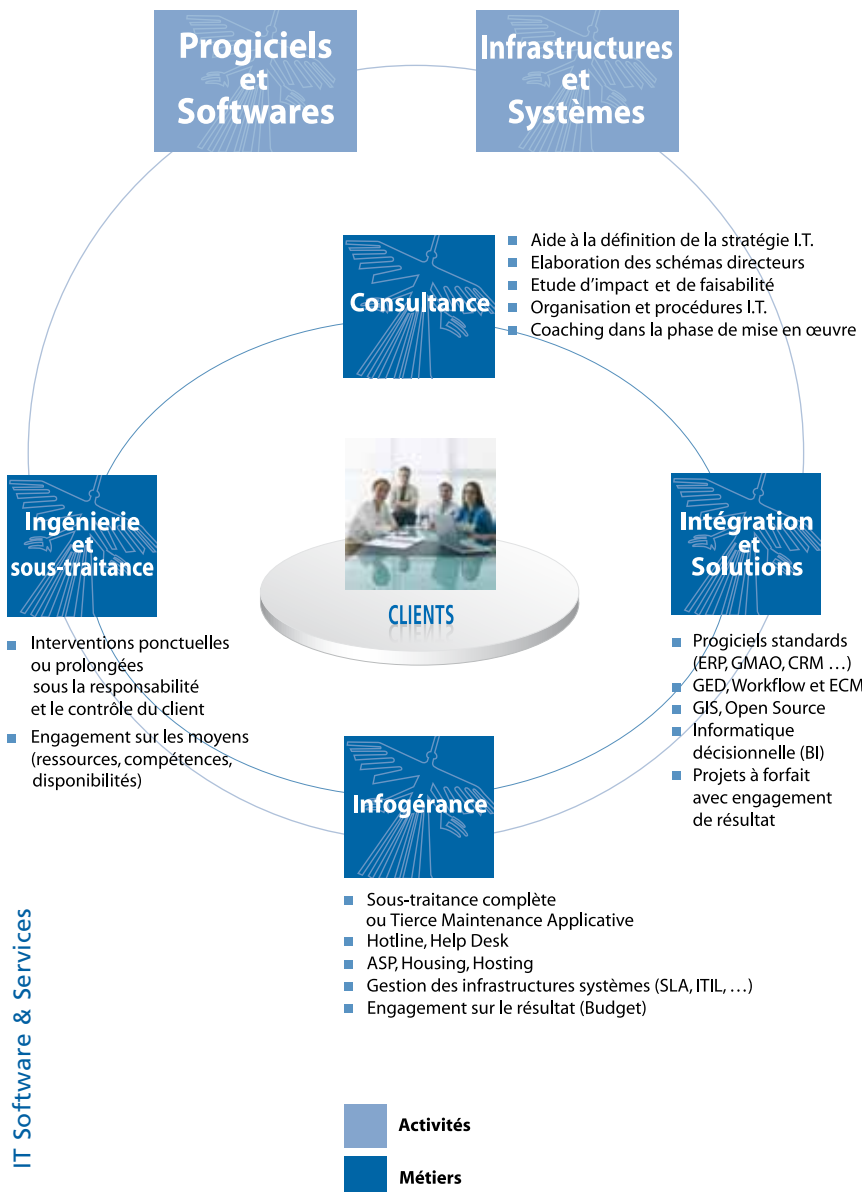 Progiciels
et
Softwares
Infrastructures
et
Systèmes
Consultance
Aide à la définition de la stratégie I.T.
Elaboration des schémas directeurs
Etude d'impact et de faisabilité
Organisation et procédures I.T.
Coaching dans la phase de mise en œuvre
Ingénierie
et
sous-traitance
Interventions ponctuelles
ou prolongées
sous la responsabilité
et le contrôle du client
Engagement sur les moyens
(ressources, compétences,
disponibilités)
CLIENTS
Intégration
et
Solutions
Progiciels standards
(ERP, GMAO, CRM …)
GED, Workflow et ECM
GIS, Open Source
Informatique
décisionnelle (BI)
Projets à forfait
avec engagement
de résultat
Infogérance
Sous-traitance complète
ou Tierce Maintenance Applicative
Hotline, Help Desk
ASP, Housing, Hosting
Gestion des infrastructures systèmes (SLA, ITIL, …)
Engagement sur le résultat (Budget)
IT Software & Services
Activités
Métiers